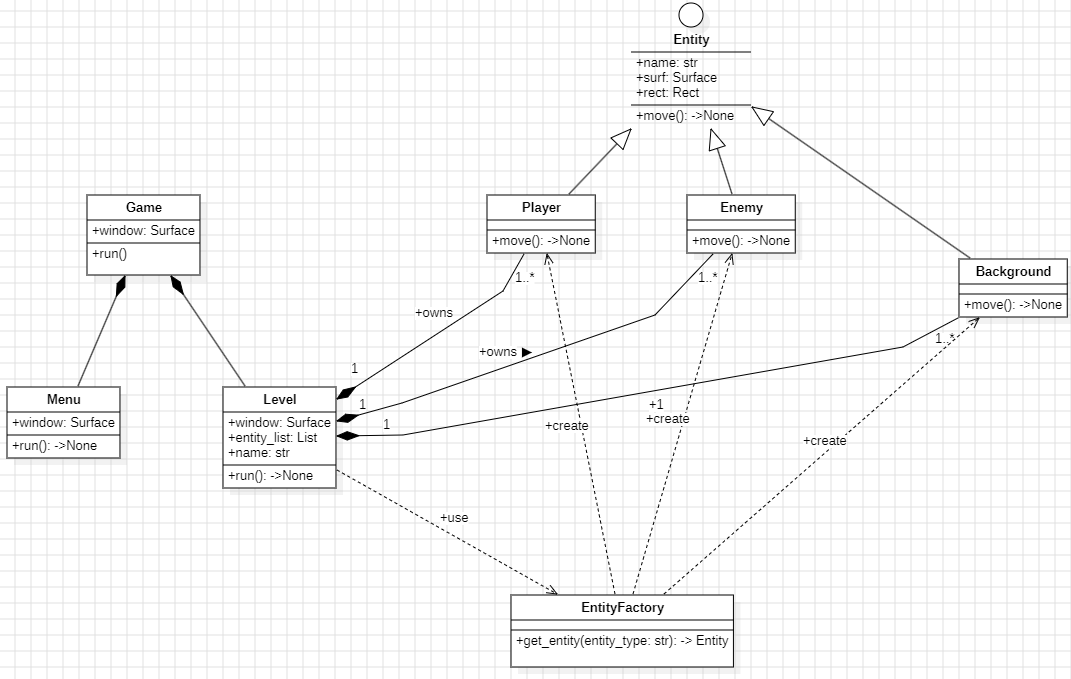 Entity
+name: str
+surf: Surface
+rect: Rect
+move(): ->None
Game
+window: Surface
+run()
Player
+move(): ->None
Enemy
+move(): ->None
Background
+move(): ->None
1..*
1..*
1..*
+owns
+owns ▶
1
1
1
Menu
+window: Surface
+run(): ->None
Level
+window: Surface
+entity_list: List
+name: str
+run(): ->None
+1
+create
+create
+create
+use
EntityFactory
+get_entity(entity_type: str): -> Entity